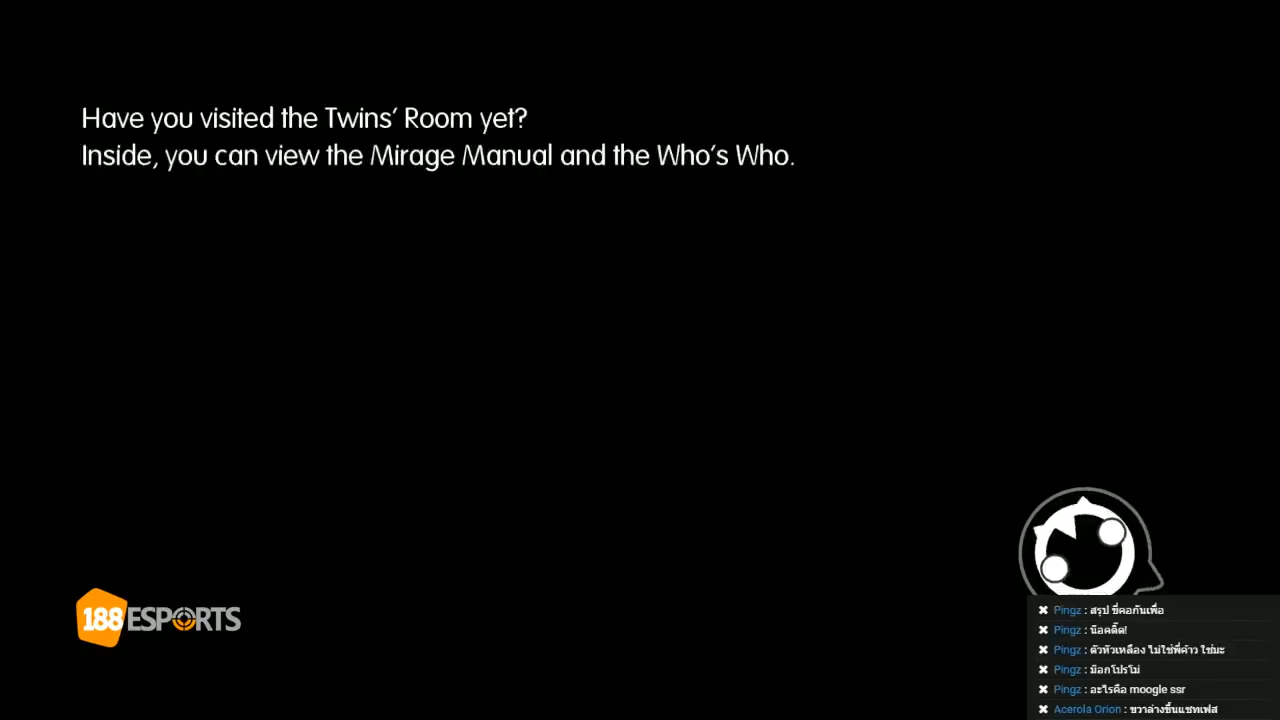 Have you visited the Twins' Room yet?
Inside, you can view the Mirage Manual and the Who's Who.
188ESPORTS
Pingz : สรุป ขี่คอกันเพื่อ
Pingz : น๊อคติ๊ด!
Pingz : ตัวหัวเหลือง ไม่ใช่พี่ค้าว ใช่มะ
Pingz : ม๊อกโปรโม่
Pingz : อะไรคือ moogle ssr
Acerola Orion : ขวาล่างขึ้นแชทเฟส